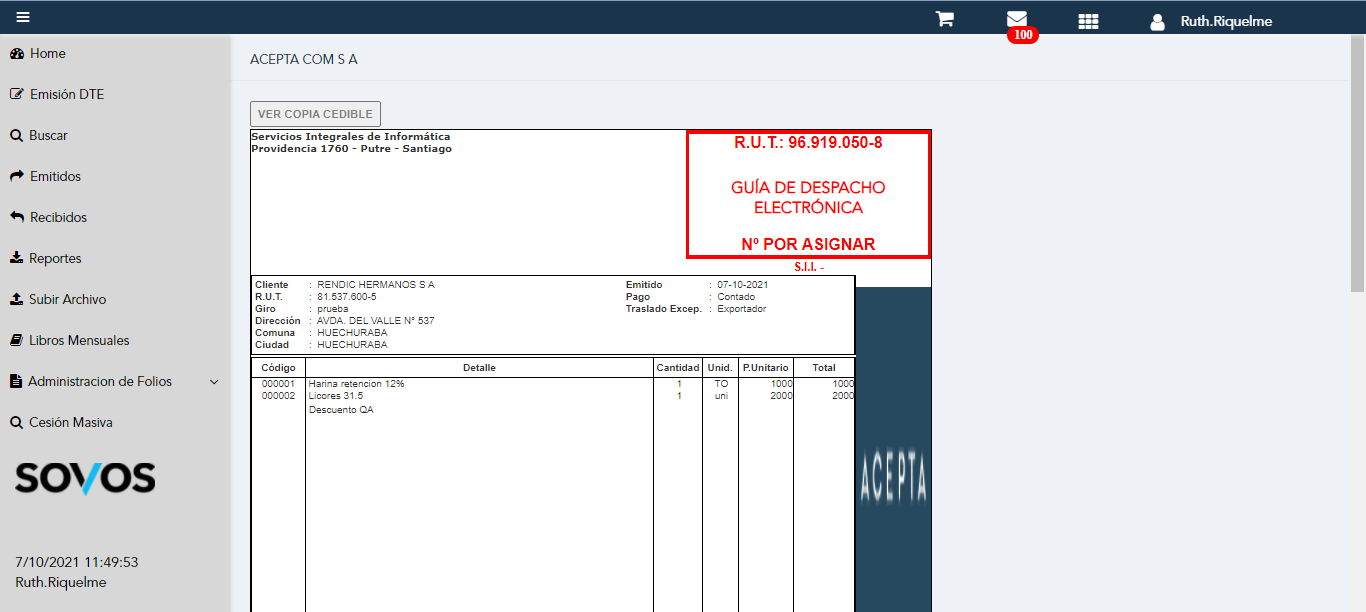 Ruth.Riquelme
100
Home
Emisión DTE
Buscar
Emitidos
Recibidos
Reportes
Subir Archivo
Libros Mensuales
Administracion de Folios
Cesión Masiva
SOVOS
7/10/2021 11:49:53
Ruth.Riquelme
ACEPTA COM S A
VER COPIA CEDIBLE
Servicios Integrales de Informática
Providencia 1760 - Putre - Santiago
R.U.T.: 96.919.050-8
GUÍA DE DESPACHO
ELECTRÓNICA
Nº POR ASIGNAR
S.I.I. -
Cliente : RENDIC HERMANOS S A Emitido : 07-10-2021
R.U.T. : 81.537.600-5 Pago : Contado
Giro : prueba Traslado Excep. : Exportador
Dirección : AVDA. DEL VALLE N° 537
Comuna : HUECHURABA
Ciudad : HUECHURABA
Código Detalle Cantidad Unid. P.Unitario Total
000001 Harina retencion 12% 1 TO 1000 1000
000002 Licores 31.5 1 uni 2000 2000
Descuento QA
ACEPTA